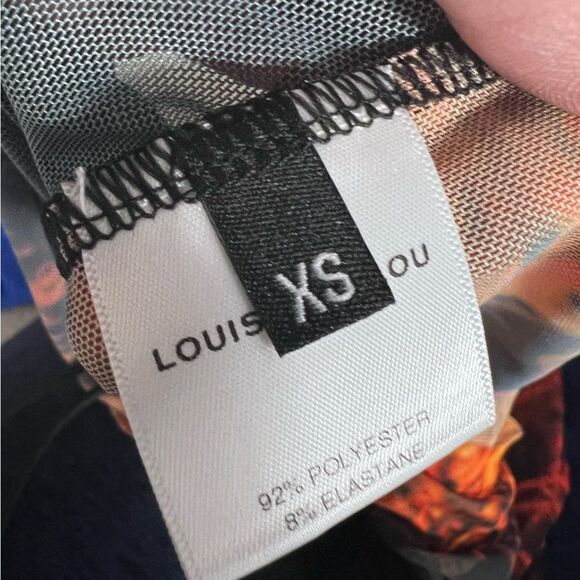 XS
LOUIS OU
92% POLYESTER
8% ELASTANE